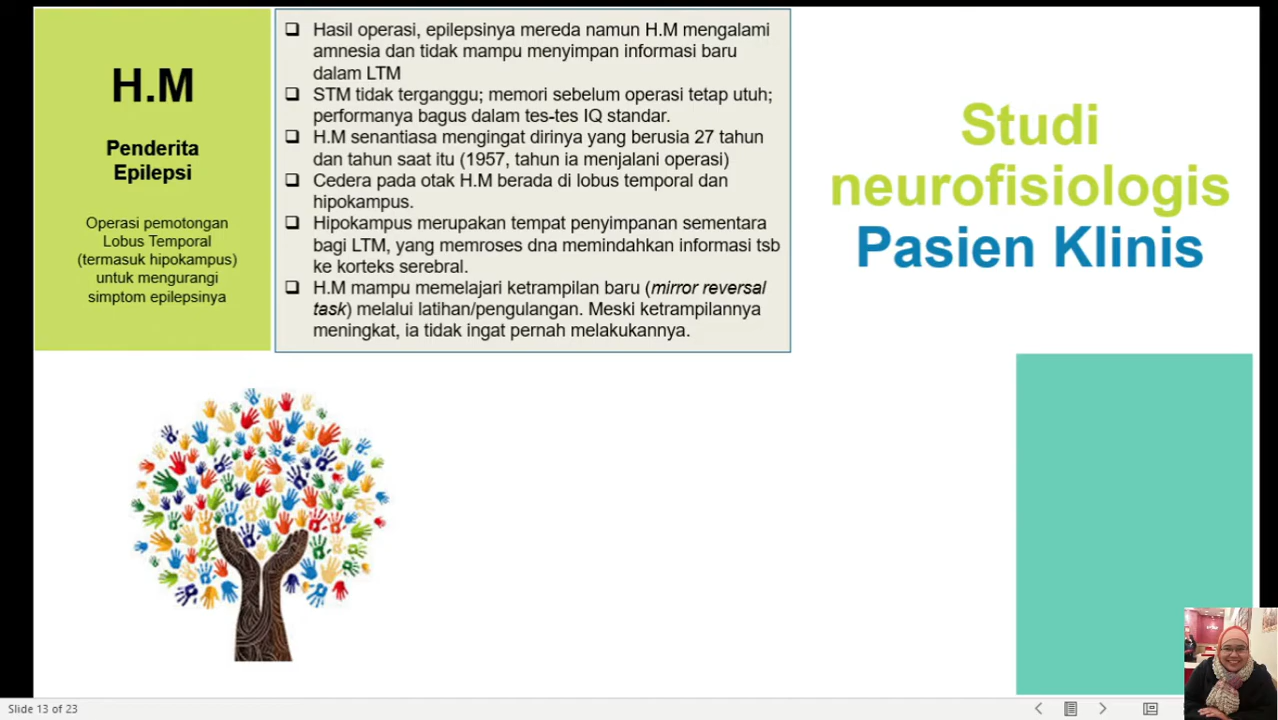 H.M
Penderita
Epilepsi
Operasi pemotongan
Lobus Temporal
(termasuk hipokampus)
untuk mengurangi
simptom epilepsinya
❑ Hasil operasi, epilepsinya mereda namun H.M mengalami
amnesia dan tidak mampu menyimpan informasi baru
dalam LTM
❑ STM tidak terganggu; memori sebelum operasi tetap utuh;
performanya bagus dalam tes-tes IQ standar.
❑ H.M senantiasa mengingat dirinya yang berusia 27 tahun
dan tahun saat itu (1957, tahun ia menjalani operasi)
❑ Cedera pada otak H.M berada di lobus temporal dan
hipokampus.
❑ Hipokampus merupakan tempat penyimpanan sementara
bagi LTM, yang memroses dna memindahkan informasi tsb
ke korteks serebral.
❑ H.M mampu memelajari ketrampilan baru (mirror reversal
task) melalui latihan/pengulangan. Meski ketrampilannya
meningkat, ia tidak ingat pernah melakukannya.
Studi
neurofisiologis
Pasien Klinis
Slide 13 of 23